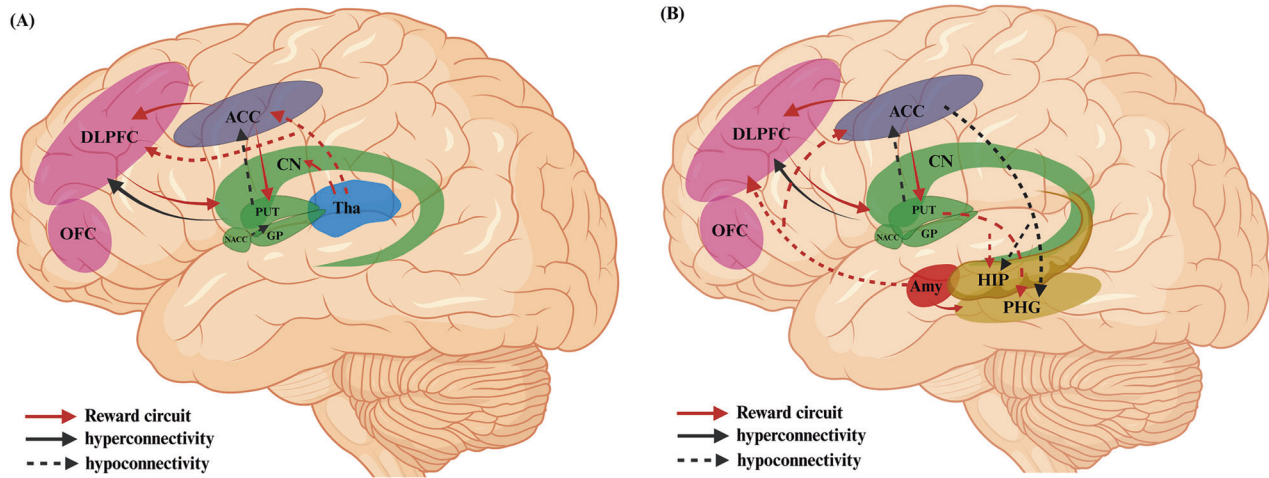 (A)
ACC
DLPFC
CN
Tha
PUT
OFC
NACC
GP
Reward circuit
hyperconnectivity
hypoconnectivity
(B)
ACC
DLPFC
CN
PUT
OFC
NACC
GP
HIP
Amy
PHG
Reward circuit
hyperconnectivity
hypoconnectivity